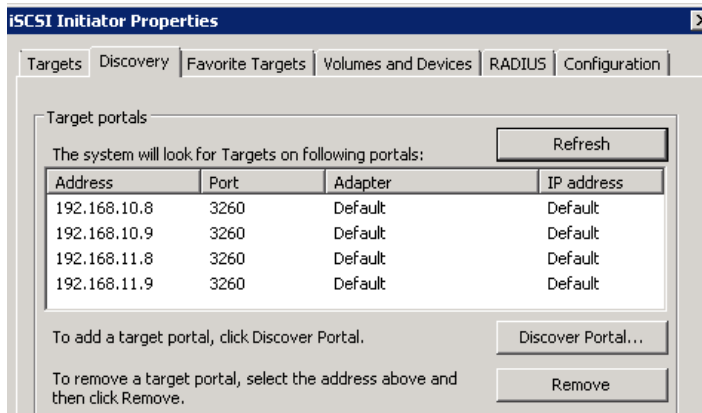 iSCSI Initiator Properties
Targets Discovery Favorite Targets Volumes and Devices RADIUS Configuration
Target portals
Refresh
The system will look for Targets on following portals:
Address Port Adapter IP address
192.168.10.8 3260 Default Default
192.168.10.9 3260 Default Default
192.168.11.8 3260 Default Default
192.168.11.9 3260 Default Default
To add a target portal, click Discover Portal. Discover Portal...
To remove a target portal, select the address above and
then click Remove.
Remove